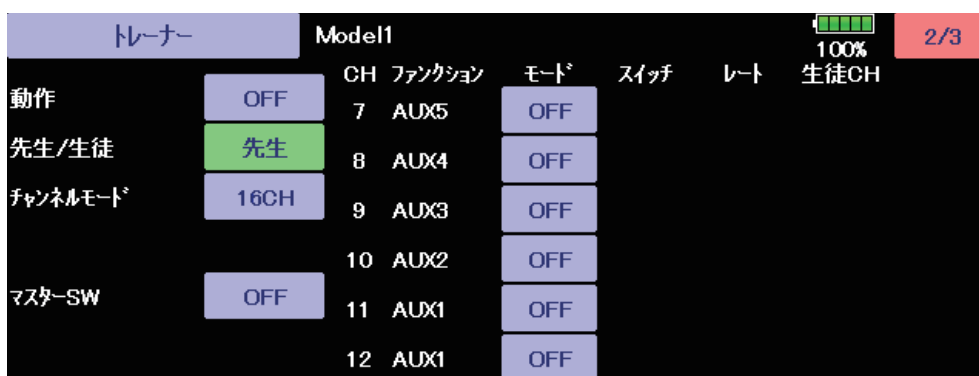 トレーナー Model1 100% 2/3
CH ファンクション モード スイッチ レート 生徒CH
動作 OFF 7 AUX5 OFF
先生/生徒 先生 8 AUX4 OFF
チャンネルモード 16CH 9 AUX3 OFF
10 AUX2 OFF
マスターSW OFF 11 AUX1 OFF
12 AUX1 OFF